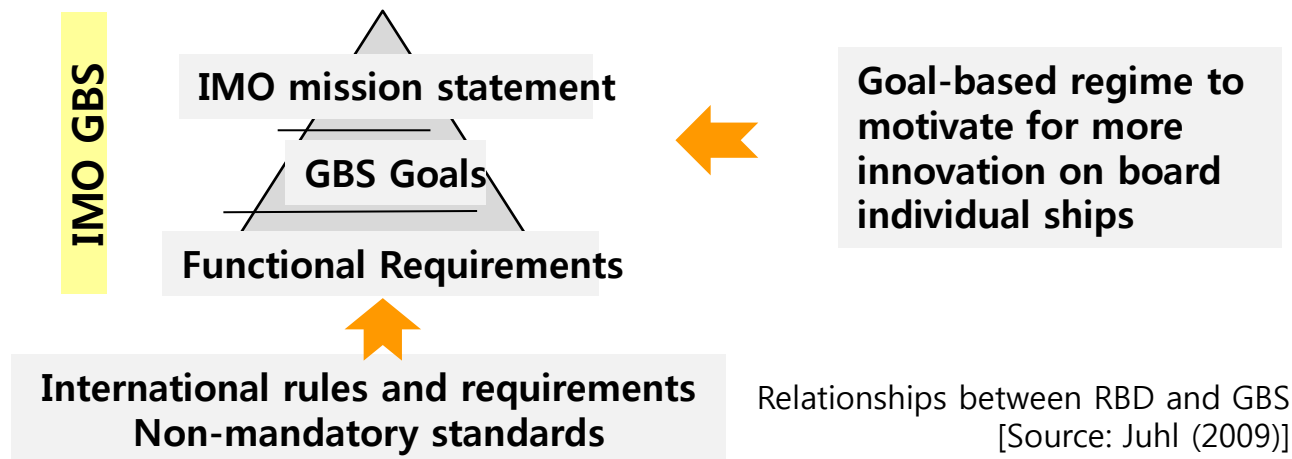 IMO GBS
IMO mission statement
GBS Goals
Functional Requirements
Goal-based regime to
motivate for more
innovation on board
individual ships
International rules and requirements
Non-mandatory standards
Relationships between RBD and GBS
[Source: Juhl (2009)]